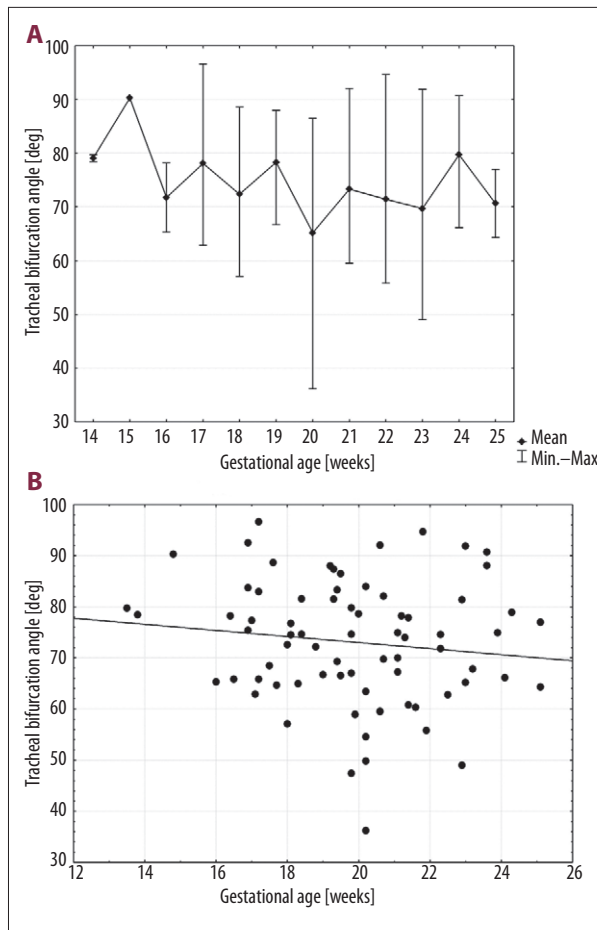 A
100
90
80
70
60
50
40
30
Tracheal bifurcation angle [deg]
14 15 16 17 18 19 20 21 22 23 24 25
Gestational age [weeks]
Mean
Min.–Max
B
100
90
80
70
60
50
40
30
Tracheal bifurcation angle [deg]
12 14 16 18 20 22 24 26
Gestational age [weeks]